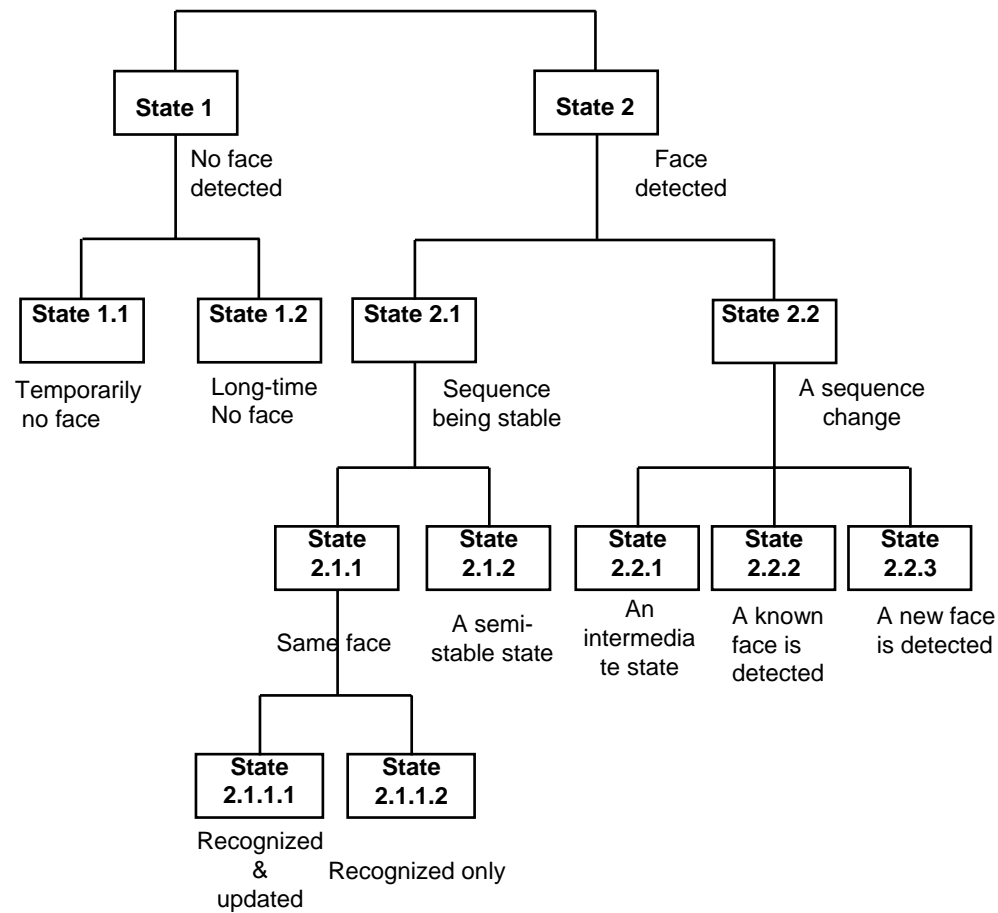 State 1
State 2
No face
detected
Face
detected
State 1.1
State 1.2
State 2.1
State 2.2
Temporarily
no face
Long-time
No face
Sequence
being stable
A sequence
change
State
2.1.1
State
2.1.2
State
2.2.1
State
2.2.2
State
2.2.3
Same face
A semi-
stable state
An
intermedia
te state
A known
face is
detected
A new face
is detected
State
2.1.1.1
State
2.1.1.2
Recognized
&
updated
Recognized only